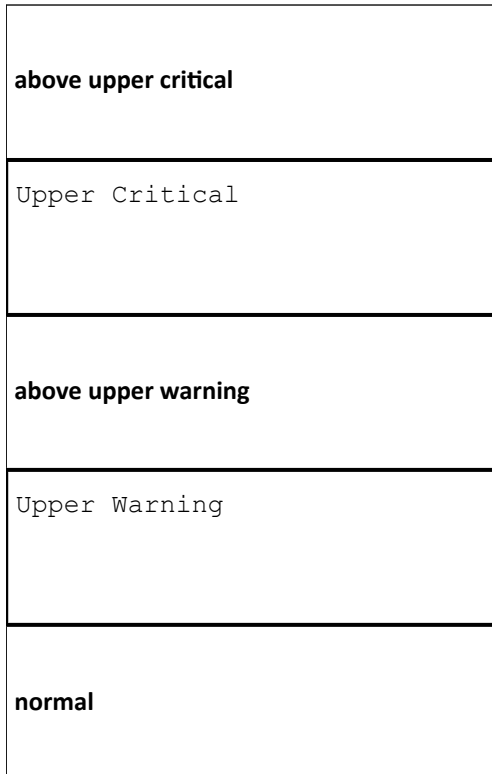 above upper critical
Upper Critical
above upper warning
Upper Warning
normal